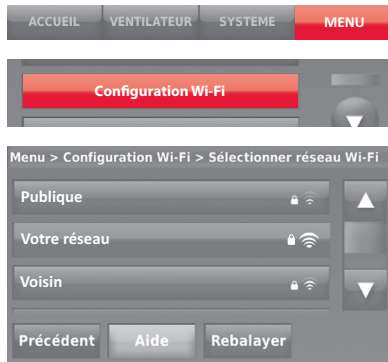 ACCUEIL VENTILATEUR SYSTEME MENU
Configuration Wi-Fi
Menu > Configuration Wi-Fi > Sélectionner réseau Wi-Fi
Publique
Votre réseau
Voisin
Précédent Aide Rebalayer